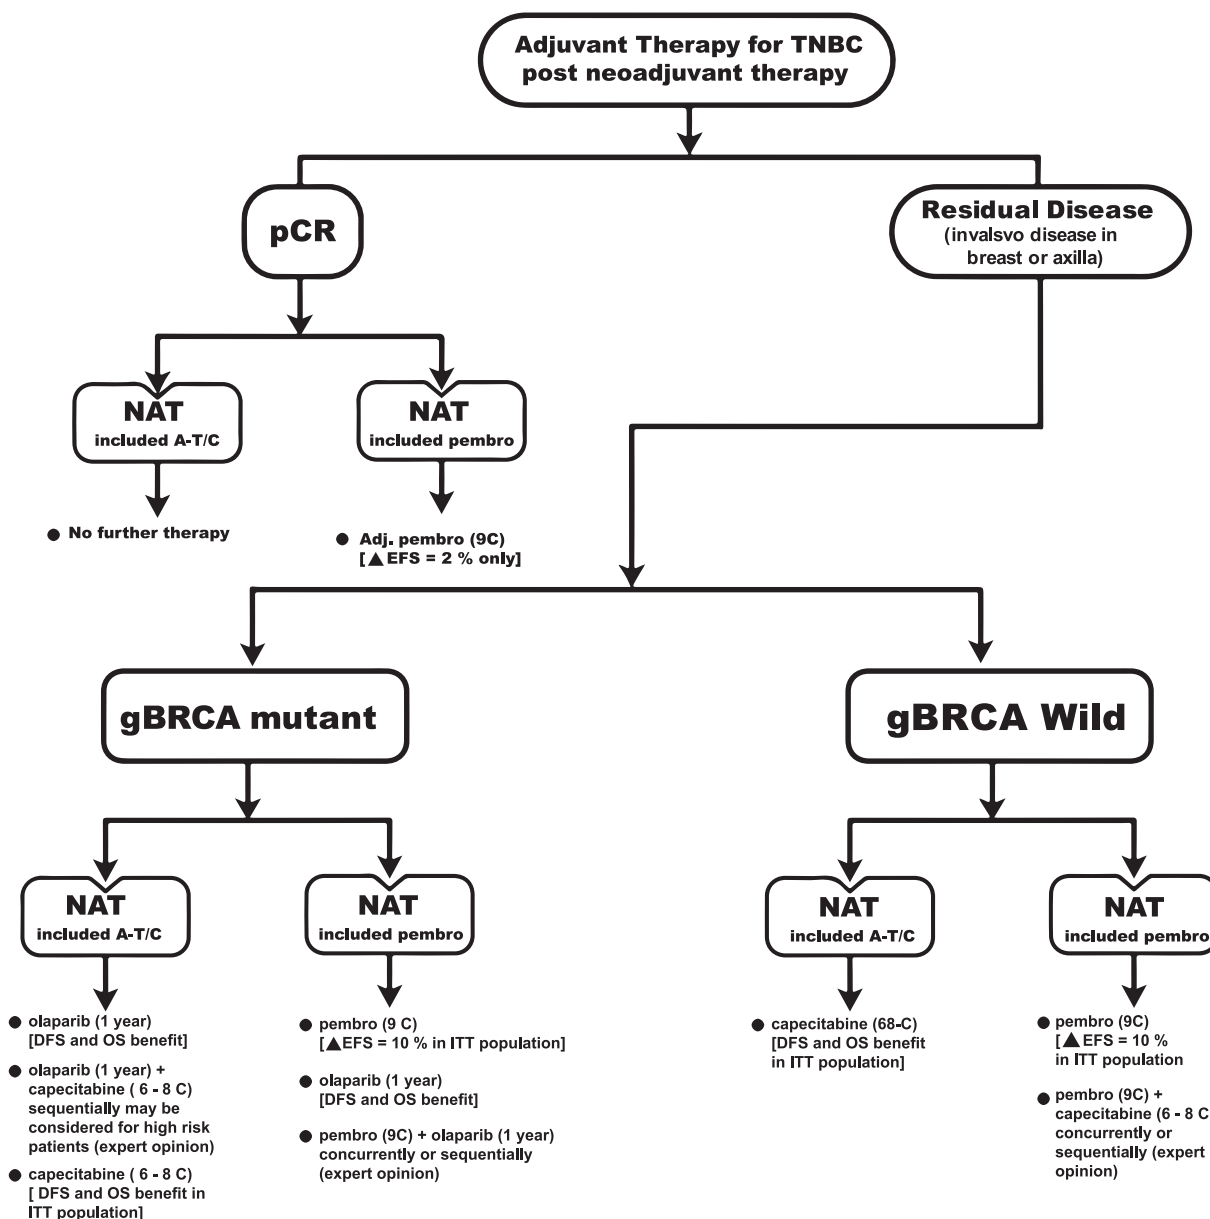 Adjuvant Therapy for TNBC
post neoadjuvant therapy
pCR
Residual Disease
(invalsvo disease in
breast or axilla)
NAT
included A-T/C
NAT
included pembro
● No further therapy
● Adj. pembro (9C)
[▲EFS = 2 % only]
gBRCA mutant
gBRCA Wild
NAT
included A-T/C
NAT
included pembro
NAT
included A-T/C
NAT
included pembro
● olaparib (1 year)
[DFS and OS benefit]
● olaparib (1 year) +
capecitabine ( 6 - 8 C)
sequentially may be
considered for high risk
patients (expert opinion)
● capecitabine ( 6 - 8 C)
[ DFS and OS benefit in
ITT population]
● pembro (9 C)
[▲EFS = 10 % in ITT population]
● olaparib (1 year)
[DFS and OS benefit]
● pembro (9C) + olaparib (1 year)
concurrently or sequentially
(expert opinion)
● capecitabine (68-C)
[DFS and OS benefit
in ITT population]
● pembro (9C)
[▲EFS = 10 %
in ITT population
● pembro (9C) +
capecitabine (6 - 8 C
concurrently or
sequentially (expert
opinion)